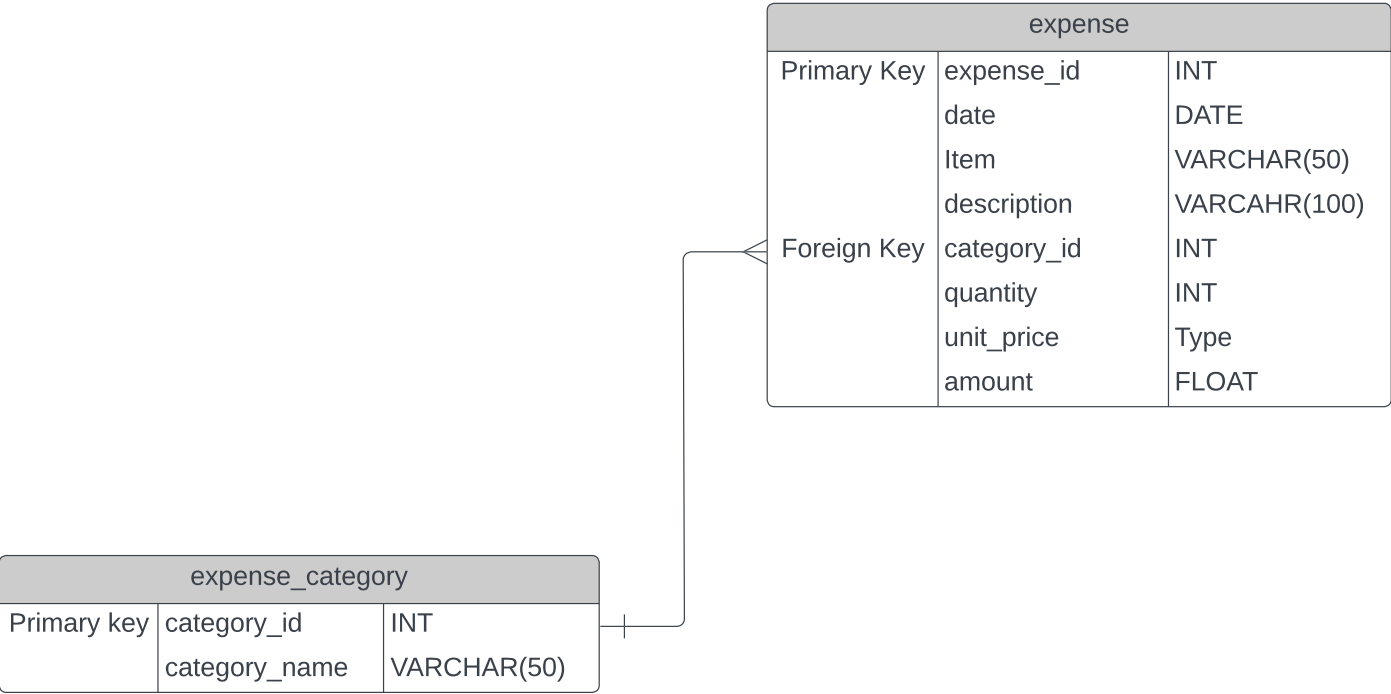 expense
Primary Key expense_id INT
date DATE
Item VARCHAR(50)
description VARCAHR(100)
Foreign Key category_id INT
quantity INT
unit_price Type
amount FLOAT
expense_category
Primary key category_id INT
category_name VARCHAR(50)